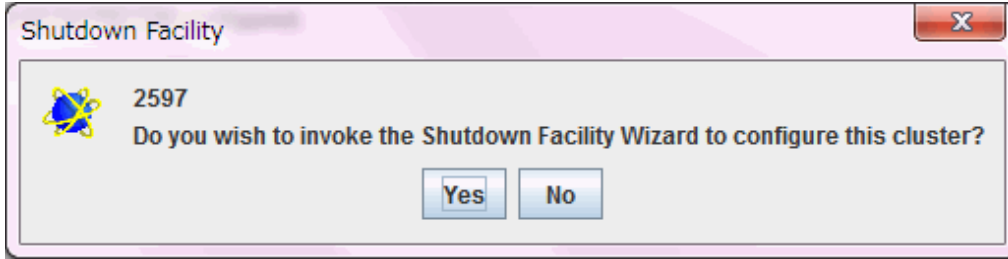 Shutdown Facility
2597
Do you wish to invoke the Shutdown Facility Wizard to configure this cluster?
Yes No